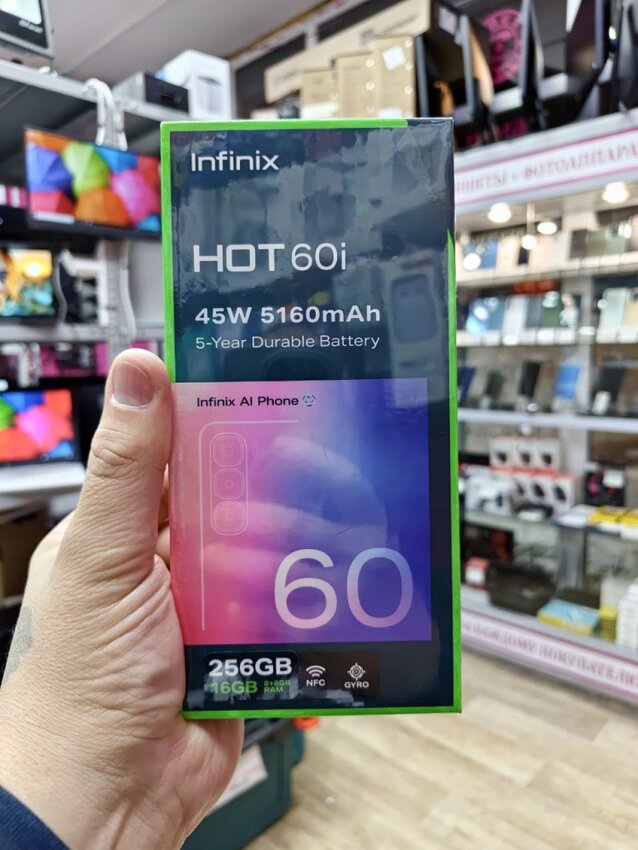 Infinix
HOT 60i
45W 5160mAh
5-Year Durable Battery
Infinix AI Phone
60
256GB
16GB 8+8GB RAM
NFC
GYRO
ФОТОАППАРА